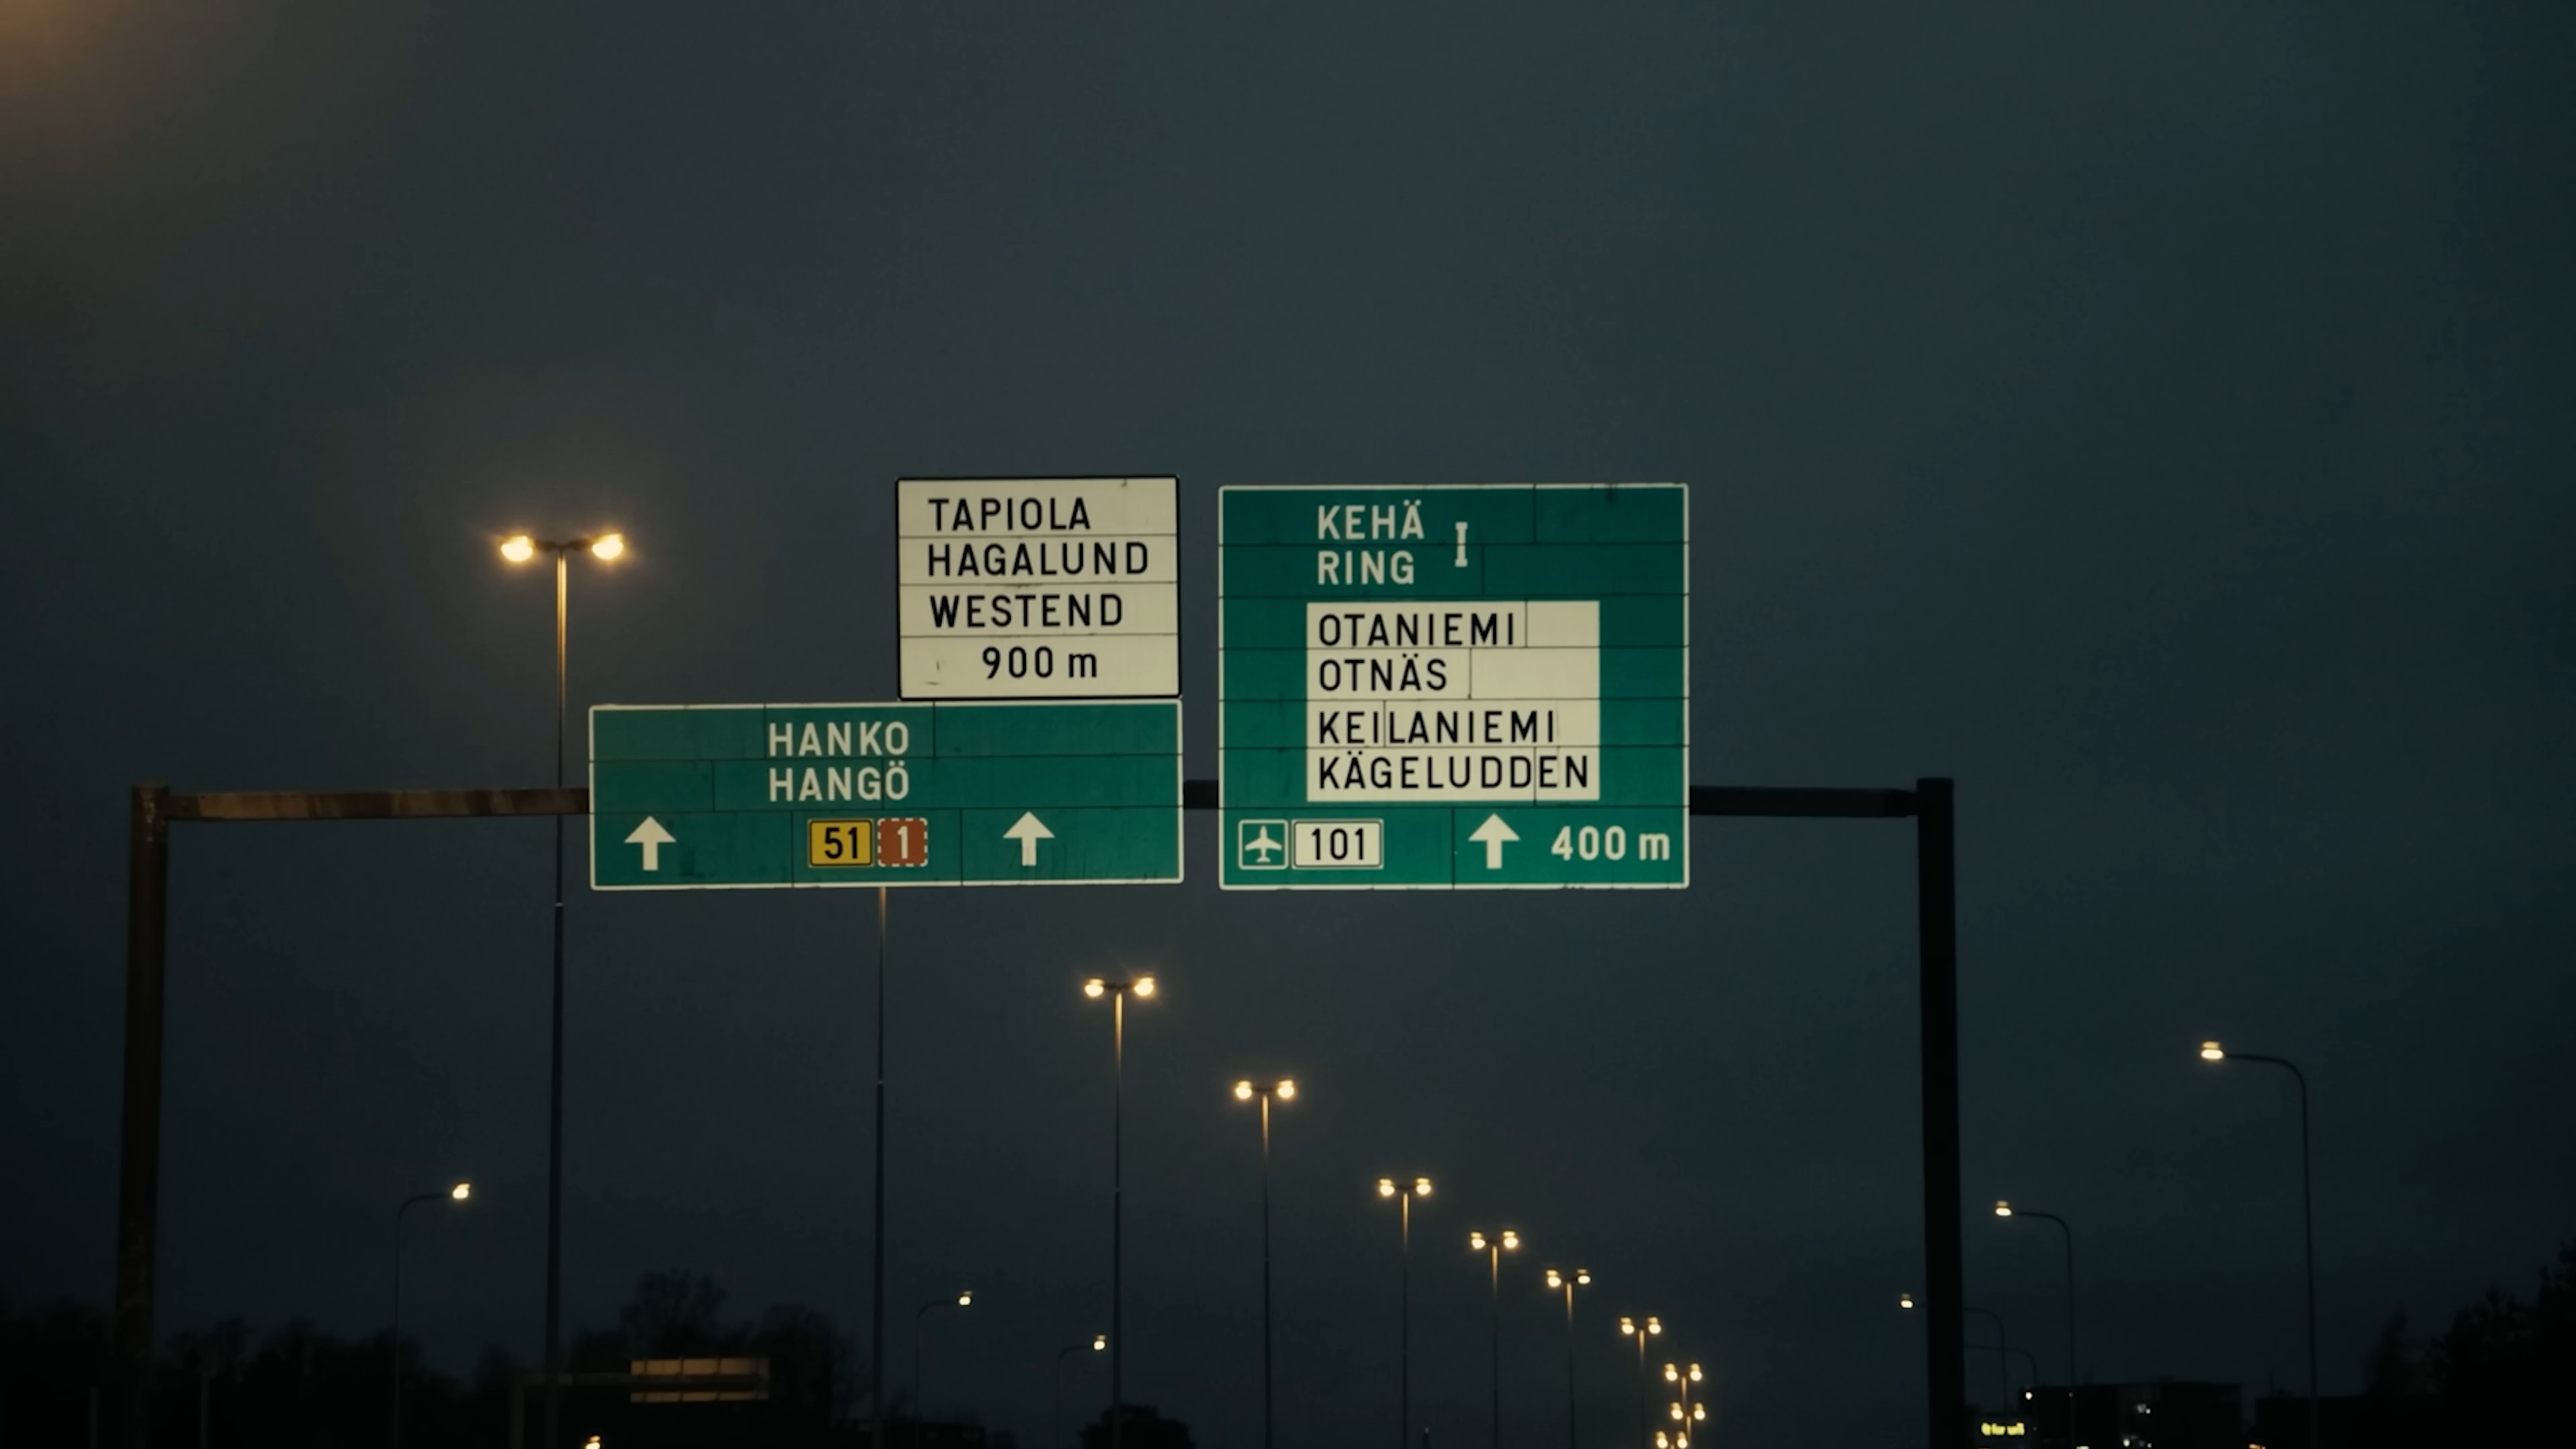 TAPIOLA
HAGALUND
WESTEND
900 m
HANKO
HANGÖ
51 1
KEHÄ I
RING
OTANIEMI
OTNÄS
KEILANIEMI
KÄGELUDDEN
101 400 m